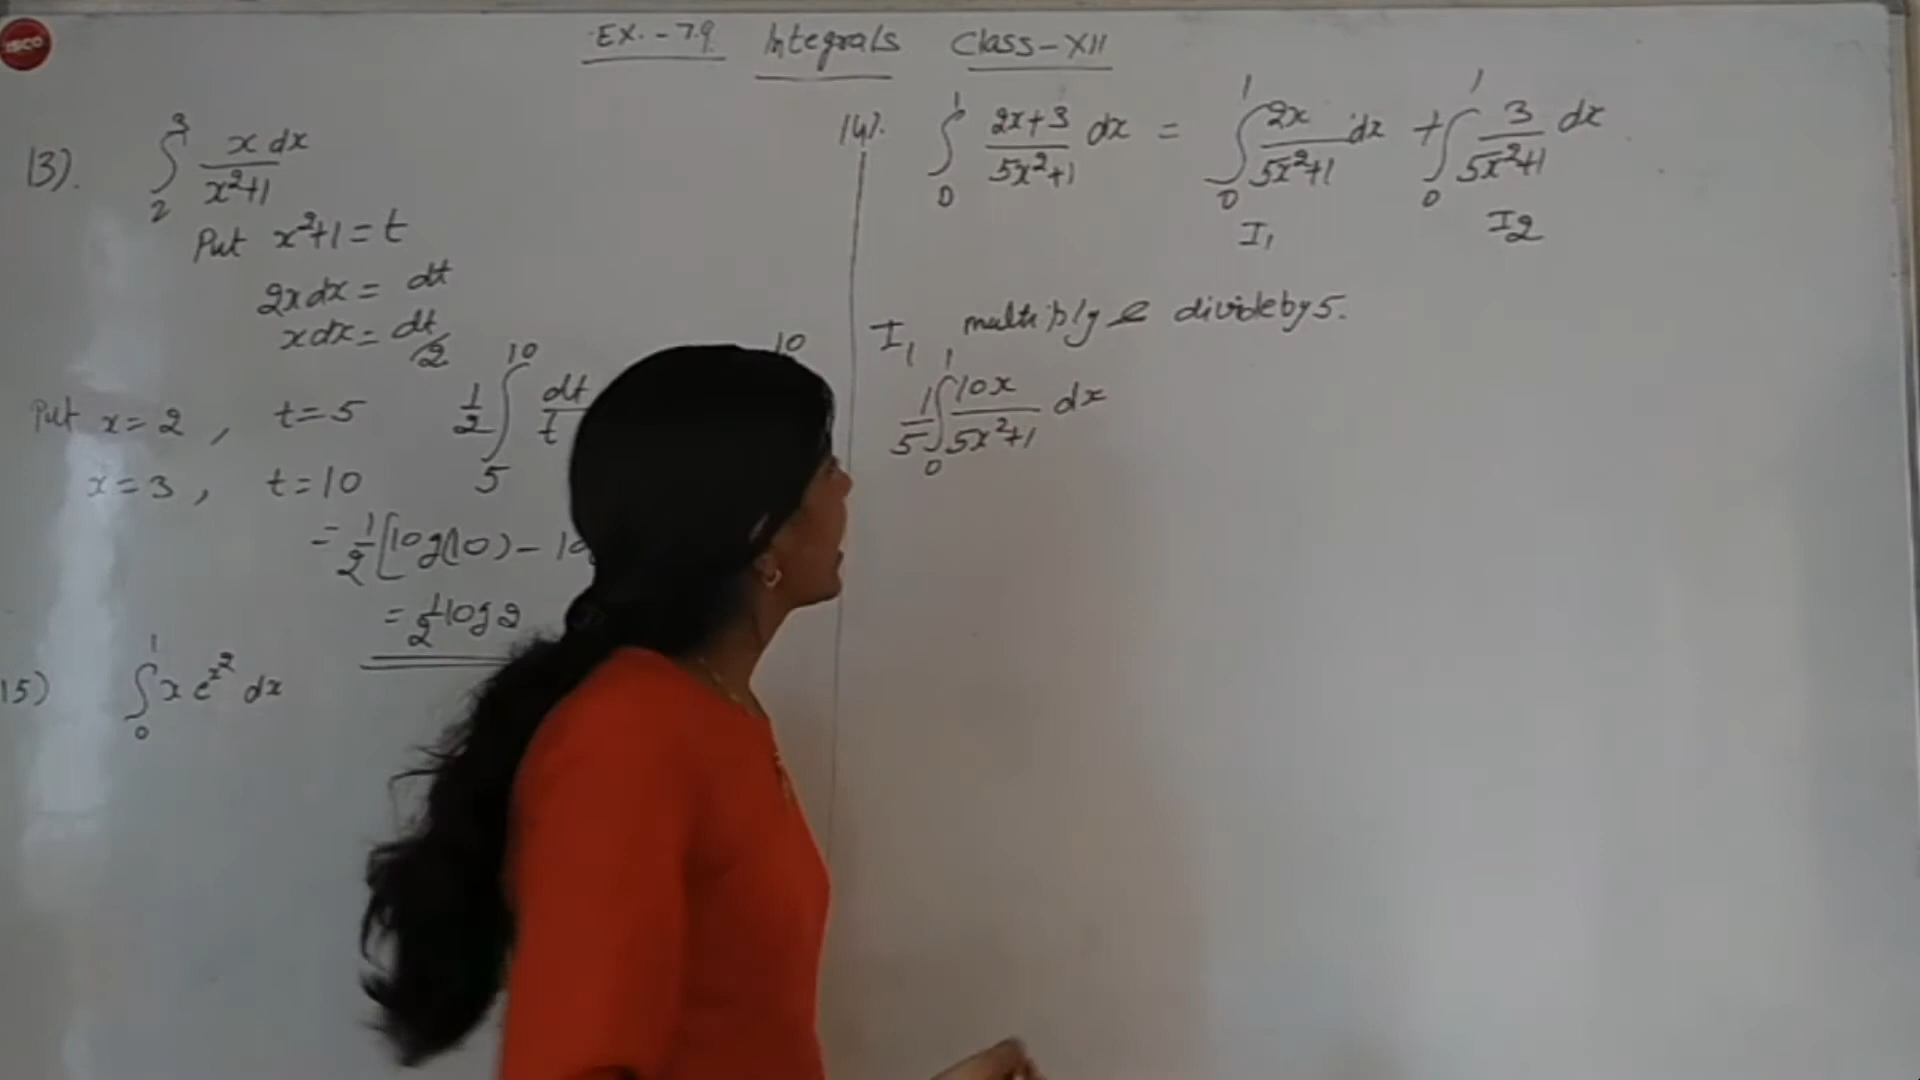 ISCO
EX.-7.9 Integrals Class-XII
13). ∫₂³ x dx / x²+1
Put x²+1 = t
2x dx = dt
x dx = dt/2
Put x = 2 , t = 5
x = 3 , t = 10
1/2 ∫₅¹⁰ dt/t
10
= 1/2 [log(10) -
= 1/2 log 2
15) ∫₀¹ x e^x² dx
14). ∫₀¹ 2x+3 / 5x²+1 dx = ∫₀¹ 2x / 5x²+1 dx + ∫₀¹ 3 / 5x²+1 dx
I₁ I₂
I₁ multiply & divide by 5.
1/5 ∫₀¹ 10x / 5x²+1 dx